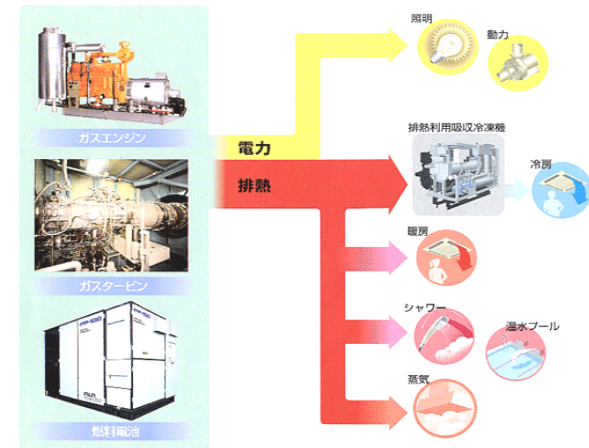 照明
動力
ガスエンジン
電力
排熱利用吸収冷凍機
冷房
排熱
暖房
ガスタービン
シャワー
温水プール
蒸気
燃料電池